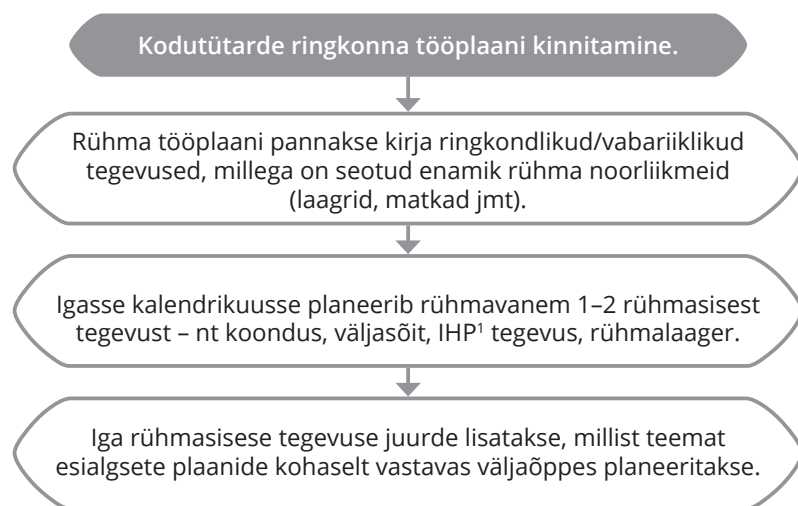 Kodutütarde ringkonna tööplaani kinnitamine.
Rühma tööplaani pannakse kirja ringkondlikud/vabariiklikud
tegevused, millega on seotud enamik rühma noorliikmeid
(laagrid, matkad jmt).
Igasse kalendrikuusse planeerib rühmavanem 1–2 rühmasisest
tegevust – nt koondus, väljasõit, IHP¹ tegevus, rühmalaager.
Iga rühmasisese tegevuse juurde lisatakse, millist teemat
esialgsete plaanide kohaselt vastavas väljaõppes planeeritakse.